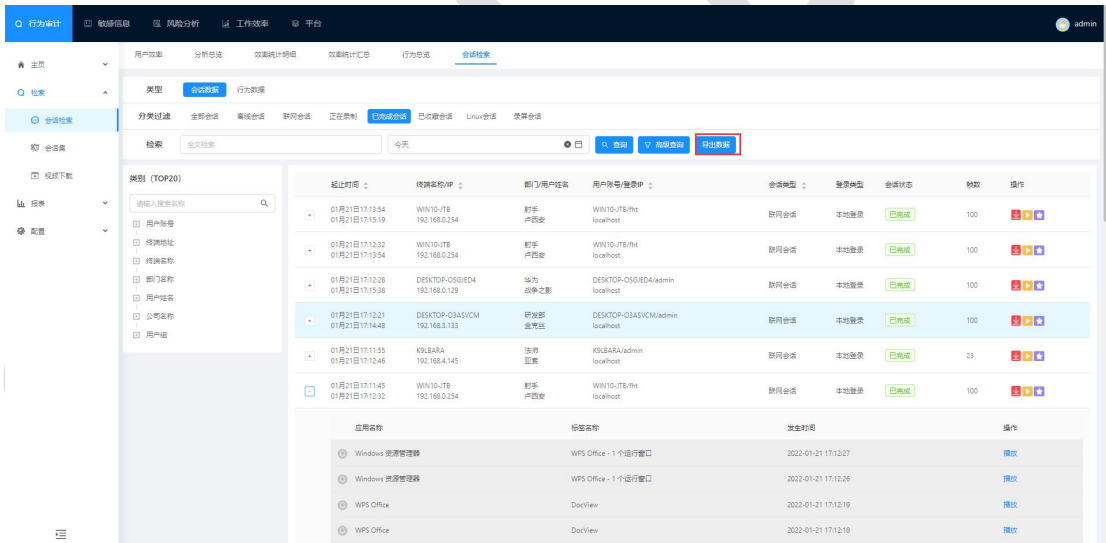 行为审计 敏感信息 风险分析 工作效率 平台 admin
主页
检索
会话检索
会话集
视频下载
报表
配置
用户效率 分析总览 效率统计明细 效率统计汇总 行为总览 会话检索
类型 会话数据 行为数据
分类过滤 全部会话 离线会话 联网会话 正在录制 已完成会话 已收藏会话 Linux会话 录屏会话
检索 全文检索 今天 查询 高级查询 导出数据
类别（TOP20）
请输入搜索名称
用户账号
终端地址
终端名称
部门名称
用户姓名
公司名称
用户组
起止时间 终端名称/IP 部门/用户姓名 用户账号/登录IP 会话类型 登录类型 会话状态 帧数 操作
01月21日17:13:54 WIN10-JTB 射手 WIN10-JTB/fht 联网会话 本地登录 已完成 100
01月21日17:15:19 192.168.0.254 卢西安 localhost
01月21日17:12:32 WIN10-JTB 射手 WIN10-JTB/fht 联网会话 本地登录 已完成 100
01月21日17:13:54 192.168.0.254 卢西安 localhost
01月21日17:12:28 DESKTOP-OSGJED4 华为 DESKTOP-OSGJED4/admin 联网会话 本地登录 已完成 100
01月21日17:15:38 192.168.0.129 战争之影 localhost
01月21日17:12:21 DESKTOP-O3ASVCM 研发部 DESKTOP-O3ASVCM/admin 联网会话 本地登录 已完成 100
01月21日17:14:48 192.168.3.133 金克丝 localhost
01月21日17:11:55 K9LBARA 法师 K9LBARA/admin 联网会话 本地登录 已完成 23
01月21日17:12:46 192.168.4.145 亚索 localhost
01月21日17:11:45 WIN10-JTB 射手 WIN10-JTB/fht 联网会话 本地登录 已完成 100
01月21日17:12:32 192.168.0.254 卢西安 localhost
应用名称 标签名称 发生时间 操作
Windows 资源管理器 WPS Office - 1 个运行窗口 2022-01-21 17:12:27 播放
Windows 资源管理器 WPS Office - 1 个运行窗口 2022-01-21 17:12:26 播放
WPS Office DocView 2022-01-21 17:12:19 播放
WPS Office DocView 2022-01-21 17:12:18 播放